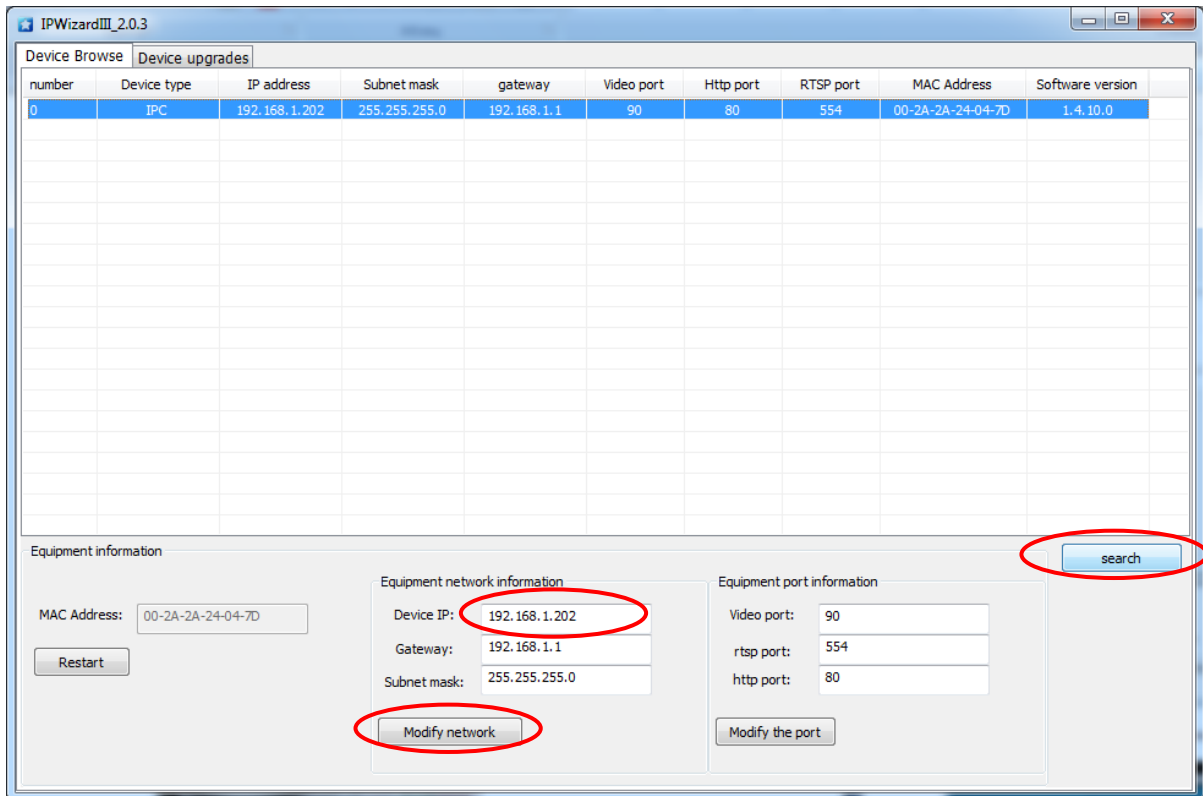 IPWizardIII_2.0.3
Device Browse Device upgrades
number Device type IP address Subnet mask gateway Video port Http port RTSP port MAC Address Software version
0 IPC 192.168.1.202 255.255.255.0 192.168.1.1 90 80 554 00-2A-2A-24-04-7D 1.4.10.0
Equipment information
search
Equipment network information
Equipment port information
MAC Address: 00-2A-2A-24-04-7D
Device IP: 192.168.1.202
Video port: 90
Gateway: 192.168.1.1
rtsp port: 554
Restart
Subnet mask: 255.255.255.0
http port: 80
Modify network
Modify the port